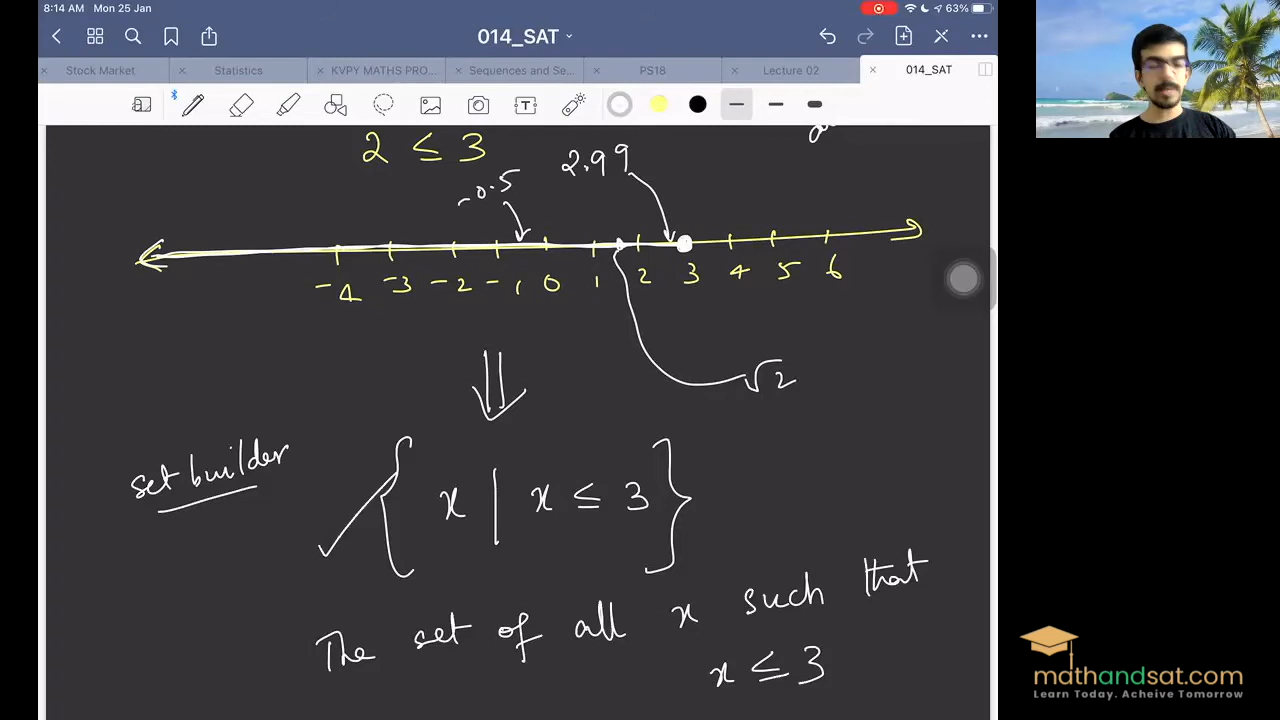 8:14 AM Mon 25 Jan
63%
014_SAT
Stock Market
Statistics
KVPY MATHS PRO...
Sequences and Se...
PS18
Lecture 02
014_SAT
T
2 ≤ 3
-0.5
2.99
-4 -3 -2 -1 0 1 2 3 4 5 6
√2
set builder
{ x | x ≤ 3 }
The set of all x such that
x ≤ 3
mathandsat.com
Learn Today. Acheive Tomorrow